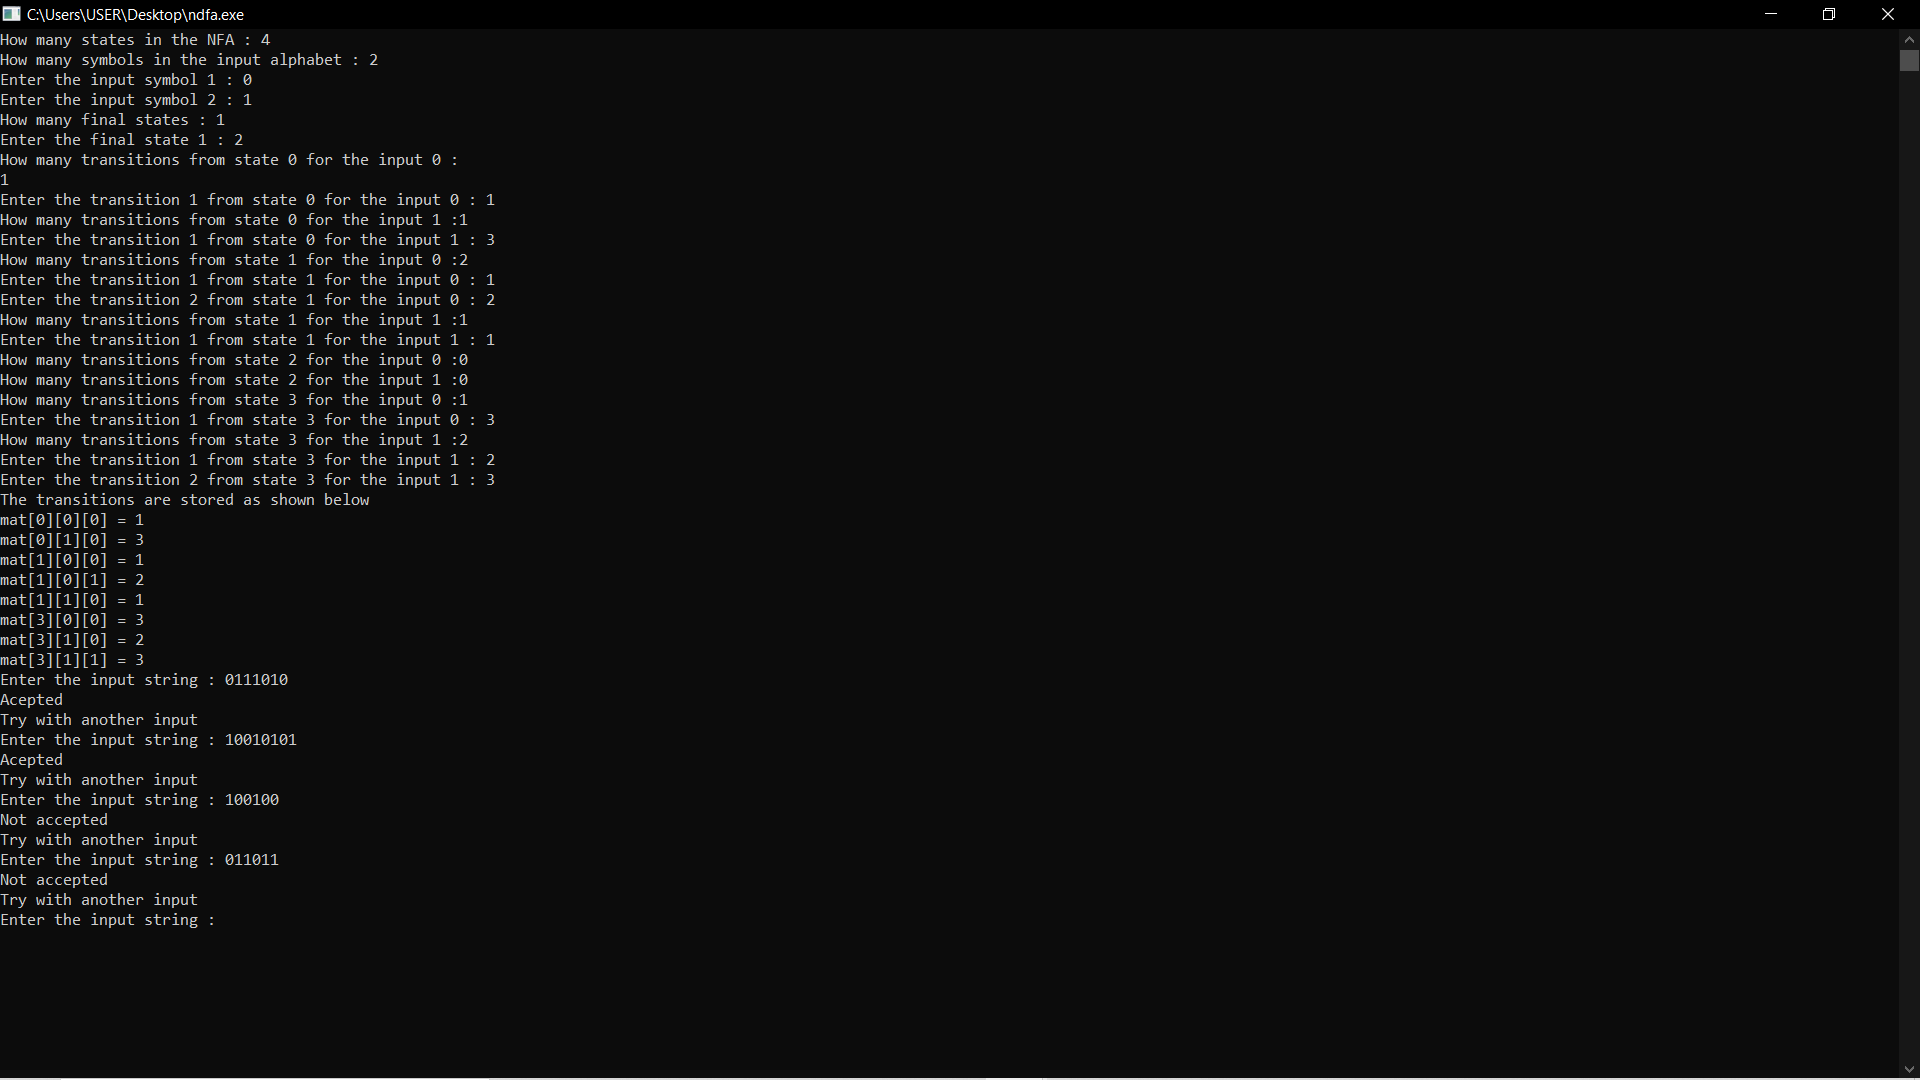 C:\Users\USER\Desktop\ndfa.exe
How many states in the NFA : 4
How many symbols in the input alphabet : 2
Enter the input symbol 1 : 0
Enter the input symbol 2 : 1
How many final states : 1
Enter the final state 1 : 2
How many transitions from state 0 for the input 0 :
1
Enter the transition 1 from state 0 for the input 0 : 1
How many transitions from state 0 for the input 1 :1
Enter the transition 1 from state 0 for the input 1 : 3
How many transitions from state 1 for the input 0 :2
Enter the transition 1 from state 1 for the input 0 : 1
Enter the transition 2 from state 1 for the input 0 : 2
How many transitions from state 1 for the input 1 :1
Enter the transition 1 from state 1 for the input 1 : 1
How many transitions from state 2 for the input 0 :0
How many transitions from state 2 for the input 1 :0
How many transitions from state 3 for the input 0 :1
Enter the transition 1 from state 3 for the input 0 : 3
How many transitions from state 3 for the input 1 :2
Enter the transition 1 from state 3 for the input 1 : 2
Enter the transition 2 from state 3 for the input 1 : 3
The transitions are stored as shown below
mat[0][0][0] = 1
mat[0][1][0] = 3
mat[1][0][0] = 1
mat[1][0][1] = 2
mat[1][1][0] = 1
mat[3][0][0] = 3
mat[3][1][0] = 2
mat[3][1][1] = 3
Enter the input string : 0111010
Acepted
Try with another input
Enter the input string : 10010101
Acepted
Try with another input
Enter the input string : 100100
Not accepted
Try with another input
Enter the input string : 011011
Not accepted
Try with another input
Enter the input string :